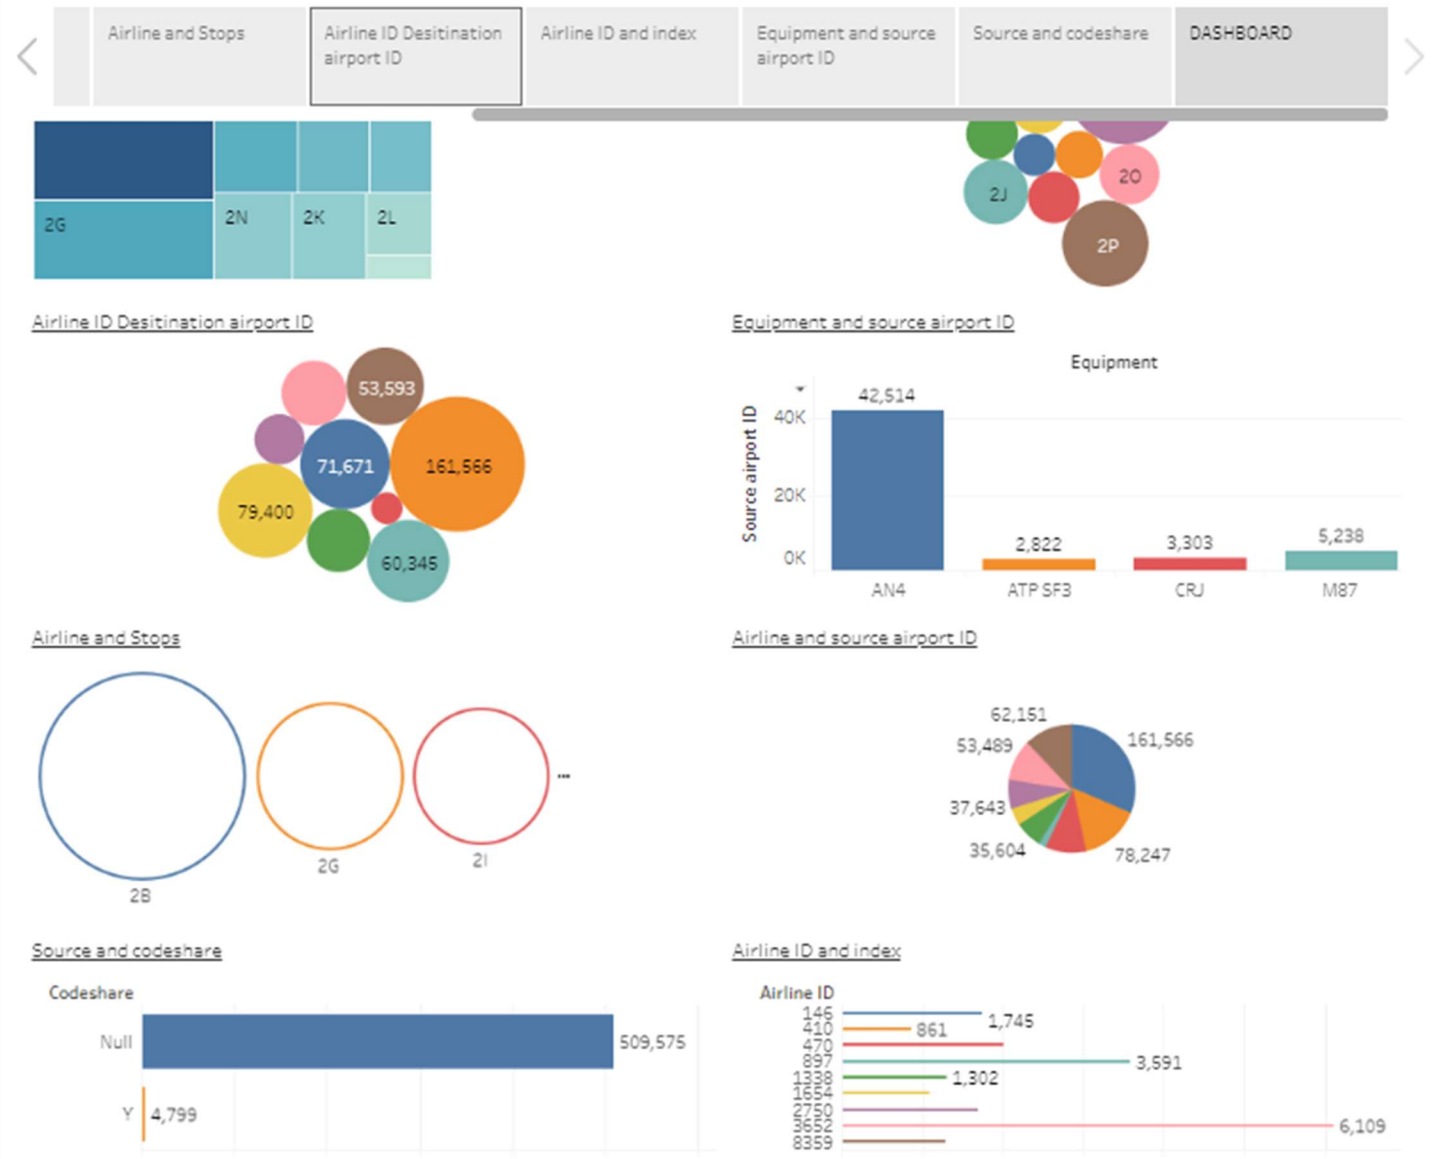 Airline and Stops
Airline ID Desitination
airport ID
Airline ID and index
Equipment and source
airport ID
Source and codeshare
DASHBOARD
2G
2N
2K
2L
2J
2O
2P
Airline ID Desitination airport ID
53,593
71,671
161,566
79,400
60,345
Equipment and source airport ID
Equipment
Source airport ID
40K
20K
0K
42,514
2,822
3,303
5,238
AN4
ATP SF3
CRJ
M87
Airline and Stops
2B
2G
2I
...
Airline and source airport ID
62,151
161,566
53,489
37,643
35,604
78,247
Source and codeshare
Codeshare
Null
509,575
Y
4,799
Airline ID and index
Airline ID
146
1,745
410
861
470
897
3,591
1338
1,302
1654
2750
3652
6,109
8359